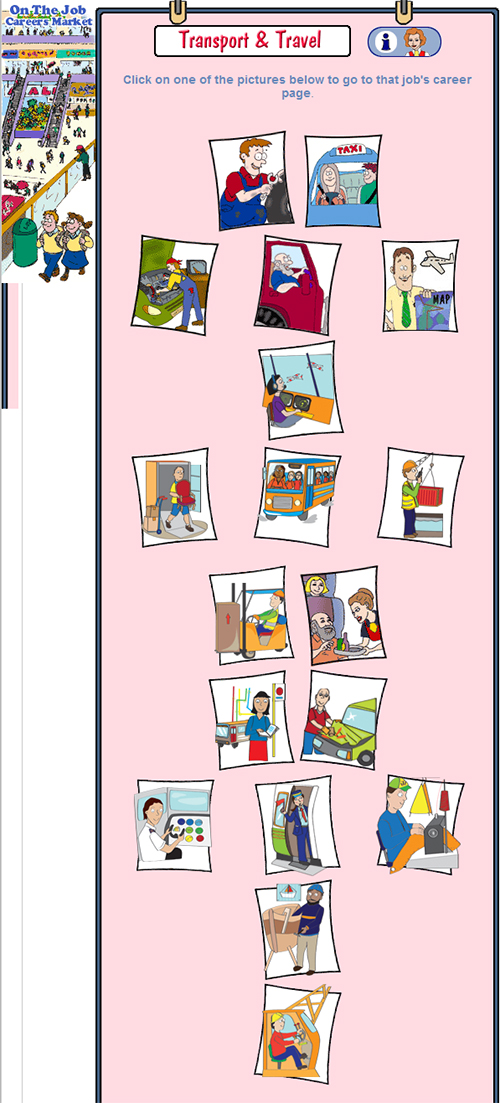 On The Job
Careers Market
Transport & Travel
Click on one of the pictures below to go to that job's career
page.
TAXI
MAP